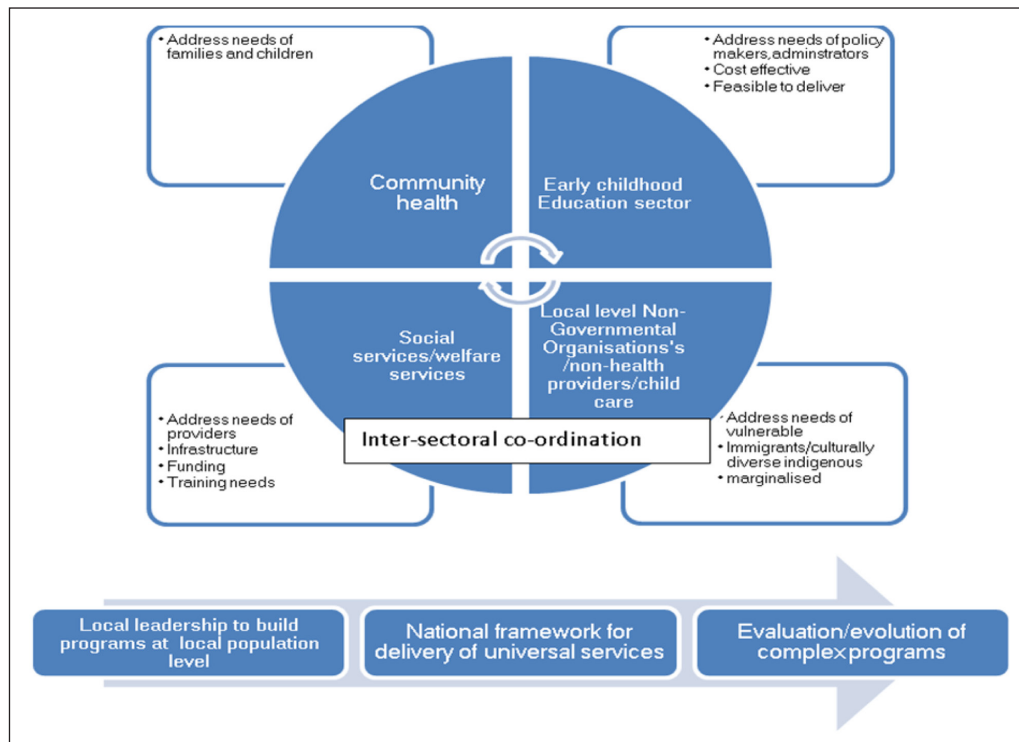 • Address needs of
families and children
• Address needs of policy
makers,adminstrators
• Cost effective
• Feasible to deliver
Community
health
Early childhood
Education sector
Social
services/welfare
services
Local level Non-
Governmental
Organisations's
/non-health
providers/child
care
Inter-sectoral co-ordination
• Address needs of
providers
• Infrastructure
• Funding
• Training needs
• Address needs of
vulnerable
• Immigrants/culturally
diverse indigenous
• marginalised
Local leadership to build
programs at local population
level
National framework for
delivery of universal services
Evaluation/evolution of
complex programs